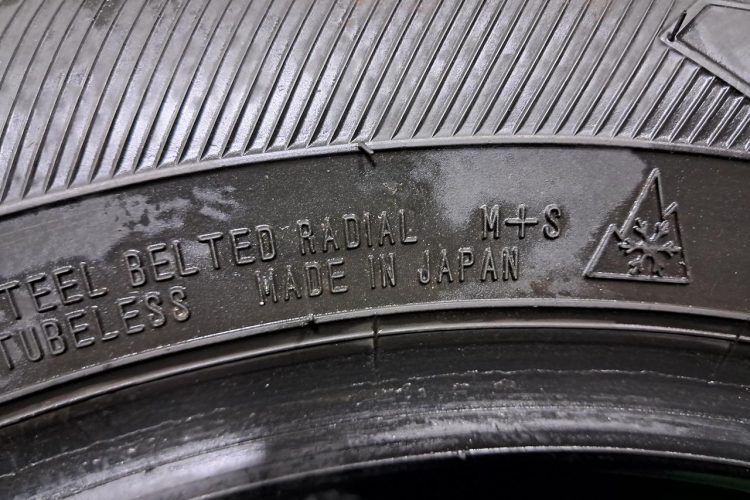 TEEL BELTED RADIAL M+S
TUBELESS MADE IN JAPAN